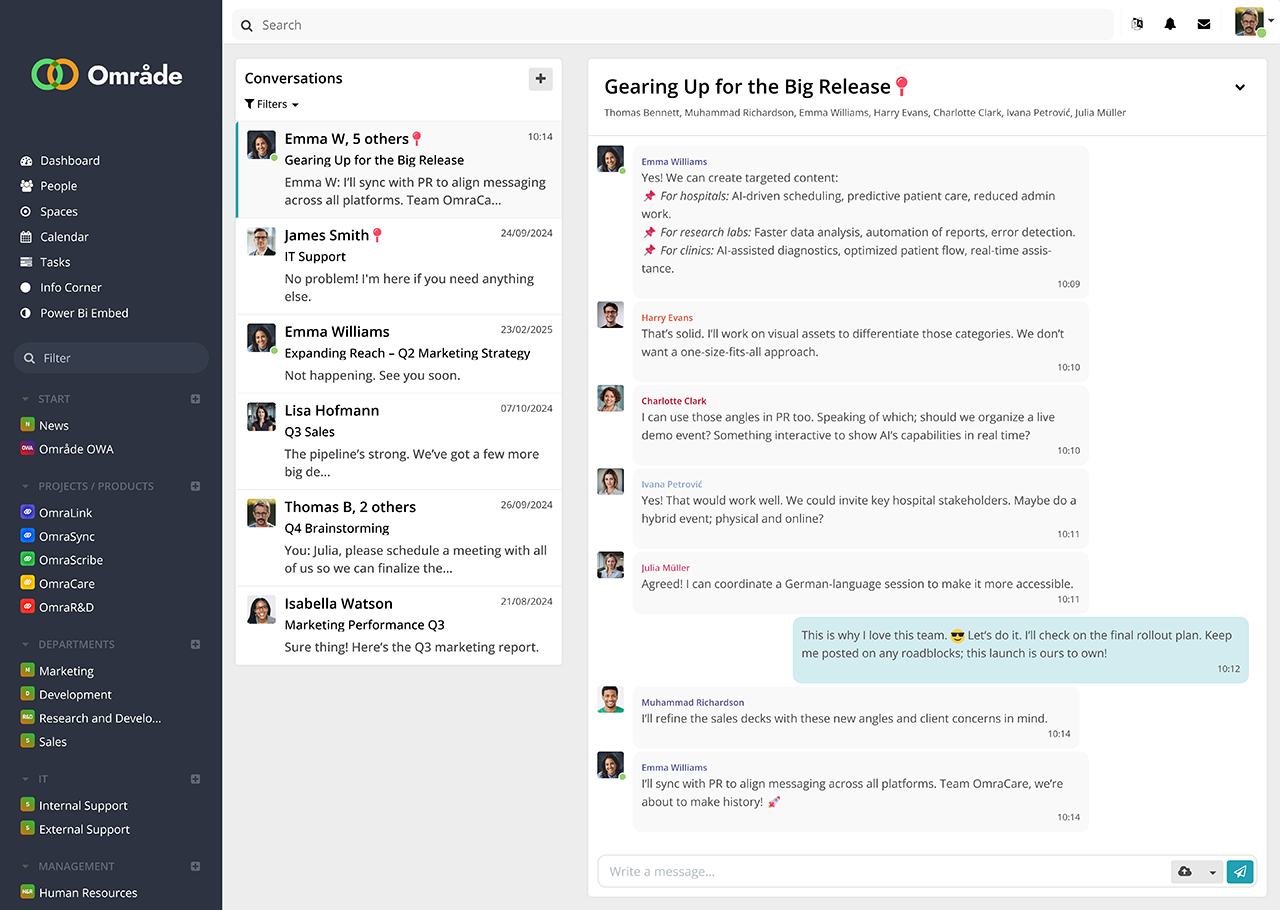 Område
Dashboard
People
Spaces
Calendar
Tasks
Info Corner
Power Bi Embed
Filter
START
N News
OWA Område OWA
PROJECTS / PRODUCTS
OmraLink
OmraSync
OmraScribe
OmraCare
OmraR&D
DEPARTMENTS
M Marketing
D Development
R&D Research and Develo...
S Sales
IT
S Internal Support
S External Support
MANAGEMENT
H&R Human Resources
Search
Conversations
Filters
Emma W, 5 others📍 10:14
Gearing Up for the Big Release
Emma W: I’ll sync with PR to align messaging
across all platforms. Team OmraCa...
James Smith📍 24/09/2024
IT Support
No problem! I'm here if you need anything
else.
Emma Williams 23/02/2025
Expanding Reach – Q2 Marketing Strategy
Not happening. See you soon.
Lisa Hofmann 07/10/2024
Q3 Sales
The pipeline’s strong. We’ve got a few more
big de...
Thomas B, 2 others 26/09/2024
Q4 Brainstorming
You: Julia, please schedule a meeting with all
of us so we can finalize the...
Isabella Watson 21/08/2024
Marketing Performance Q3
Sure thing! Here’s the Q3 marketing report.
Gearing Up for the Big Release📍
Thomas Bennett, Muhammad Richardson, Emma Williams, Harry Evans, Charlotte Clark, Ivana Petrović, Julia Müller
Emma Williams
Yes! We can create targeted content:
📌 For hospitals: AI-driven scheduling, predictive patient care, reduced admin
work.
📌 For research labs: Faster data analysis, automation of reports, error detection.
📌 For clinics: AI-assisted diagnostics, optimized patient flow, real-time assis-
tance.
10:09
Harry Evans
That’s solid. I’ll work on visual assets to differentiate those categories. We don’t
want a one-size-fits-all approach.
10:10
Charlotte Clark
I can use those angles in PR too. Speaking of which; should we organize a live
demo event? Something interactive to show AI’s capabilities in real time?
10:10
Ivana Petrović
Yes! That would work well. We could invite key hospital stakeholders. Maybe do a
hybrid event; physical and online?
10:11
Julia Müller
Agreed! I can coordinate a German-language session to make it more accessible.
10:11
This is why I love this team. 😎 Let’s do it. I’ll check on the final rollout plan. Keep
me posted on any roadblocks; this launch is ours to own!
10:12
Muhammad Richardson
I’ll refine the sales decks with these new angles and client concerns in mind.
10:14
Emma Williams
I’ll sync with PR to align messaging across all platforms. Team OmraCare, we’re
about to make history! 🚀
10:14
Write a message...